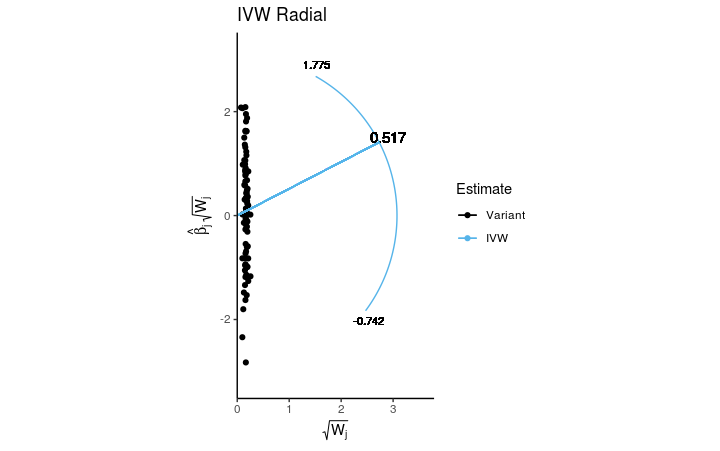 IVW Radial
1.775
0.517
-0.742
2
0
-2
β̂ⱼ√Wⱼ
0 1 2 3
√Wⱼ
Estimate
Variant
IVW